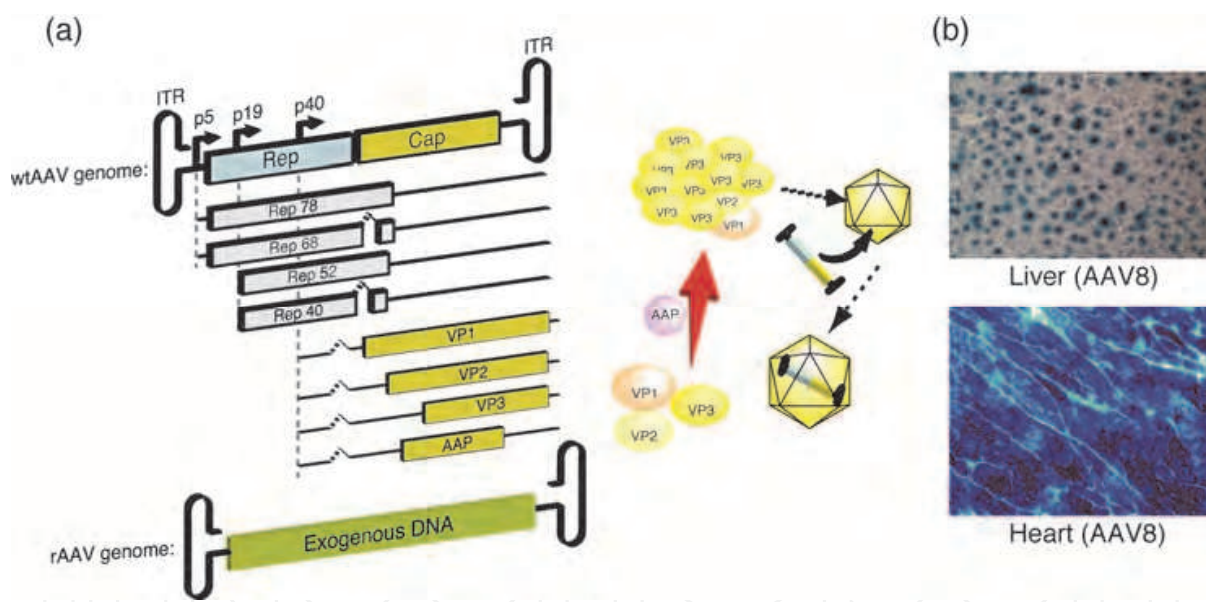 (a)
ITR
ITR
p5
p19
p40
Rep
Cap
wtAAV genome:
Rep 78
Rep 68
Rep 52
Rep 40
VP1
VP2
VP3
AAP
rAAV genome:
Exogenous DNA
VP3
VP3
VP3
VP3
VP3
VP3
VP2
VP3
VP3
VP1
AAP
VP1
VP3
VP2
(b)
Liver (AAV8)
Heart (AAV8)